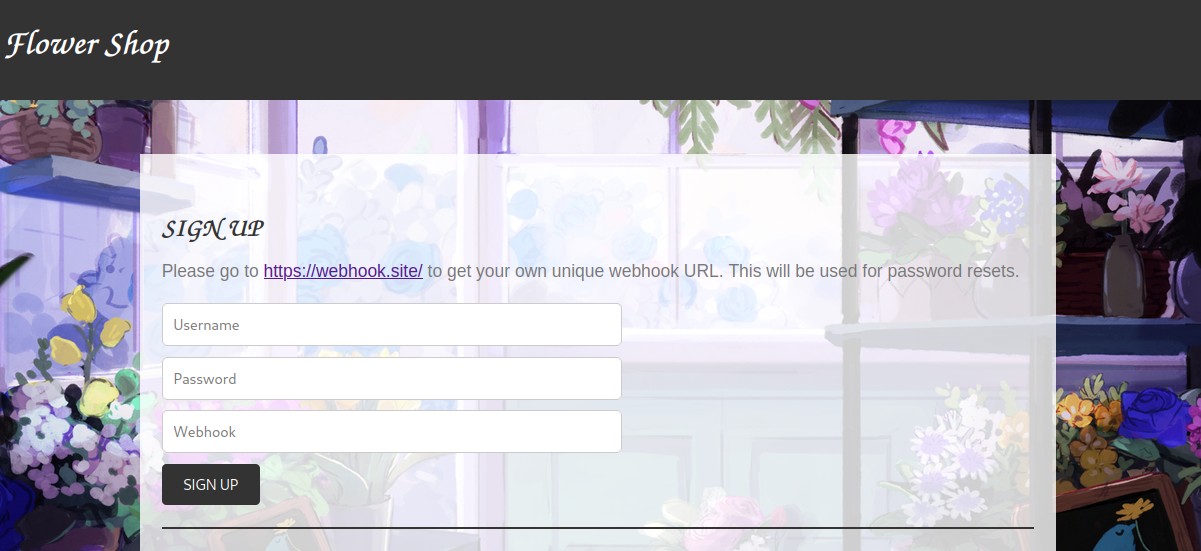 Flower Shop
SIGN UP
Please go to https://webhook.site/ to get your own unique webhook URL. This will be used for password resets.
Username
Password
Webhook
SIGN UP